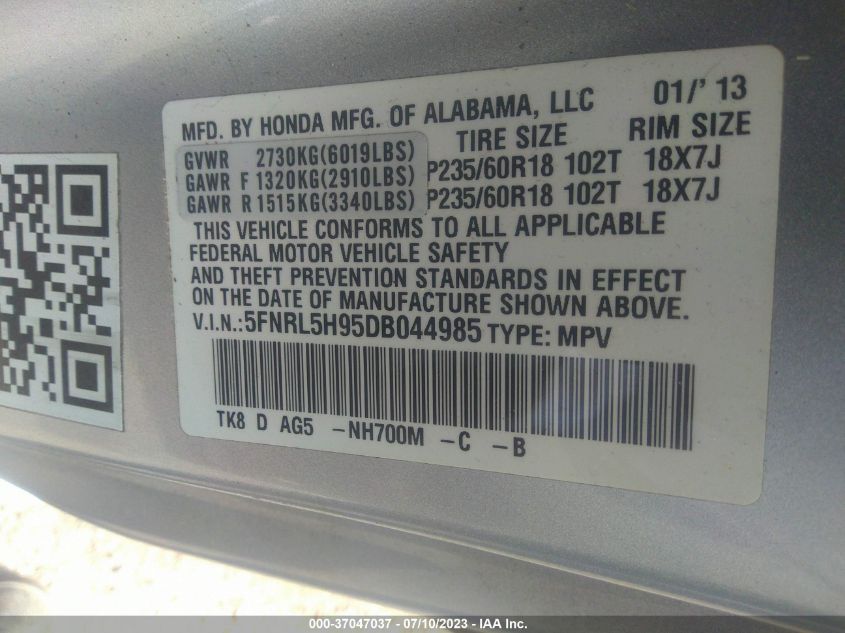 MFD. BY HONDA MFG. OF ALABAMA, LLC 01/' 13
TIRE SIZE RIM SIZE
GVWR 2730KG(6019LBS)
GAWR F 1320KG(2910LBS) P235/60R18 102T 18X7J
GAWR R 1515KG(3340LBS) P235/60R18 102T 18X7J
THIS VEHICLE CONFORMS TO ALL APPLICABLE
FEDERAL MOTOR VEHICLE SAFETY
AND THEFT PREVENTION STANDARDS IN EFFECT
ON THE DATE OF MANUFACTURE SHOWN ABOVE.
V.I.N.:5FNRL5H95DB044985 TYPE: MPV
TK8 D AG5 -NH700M -C -B
000-37047037 - 07/10/2023 - IAA Inc.